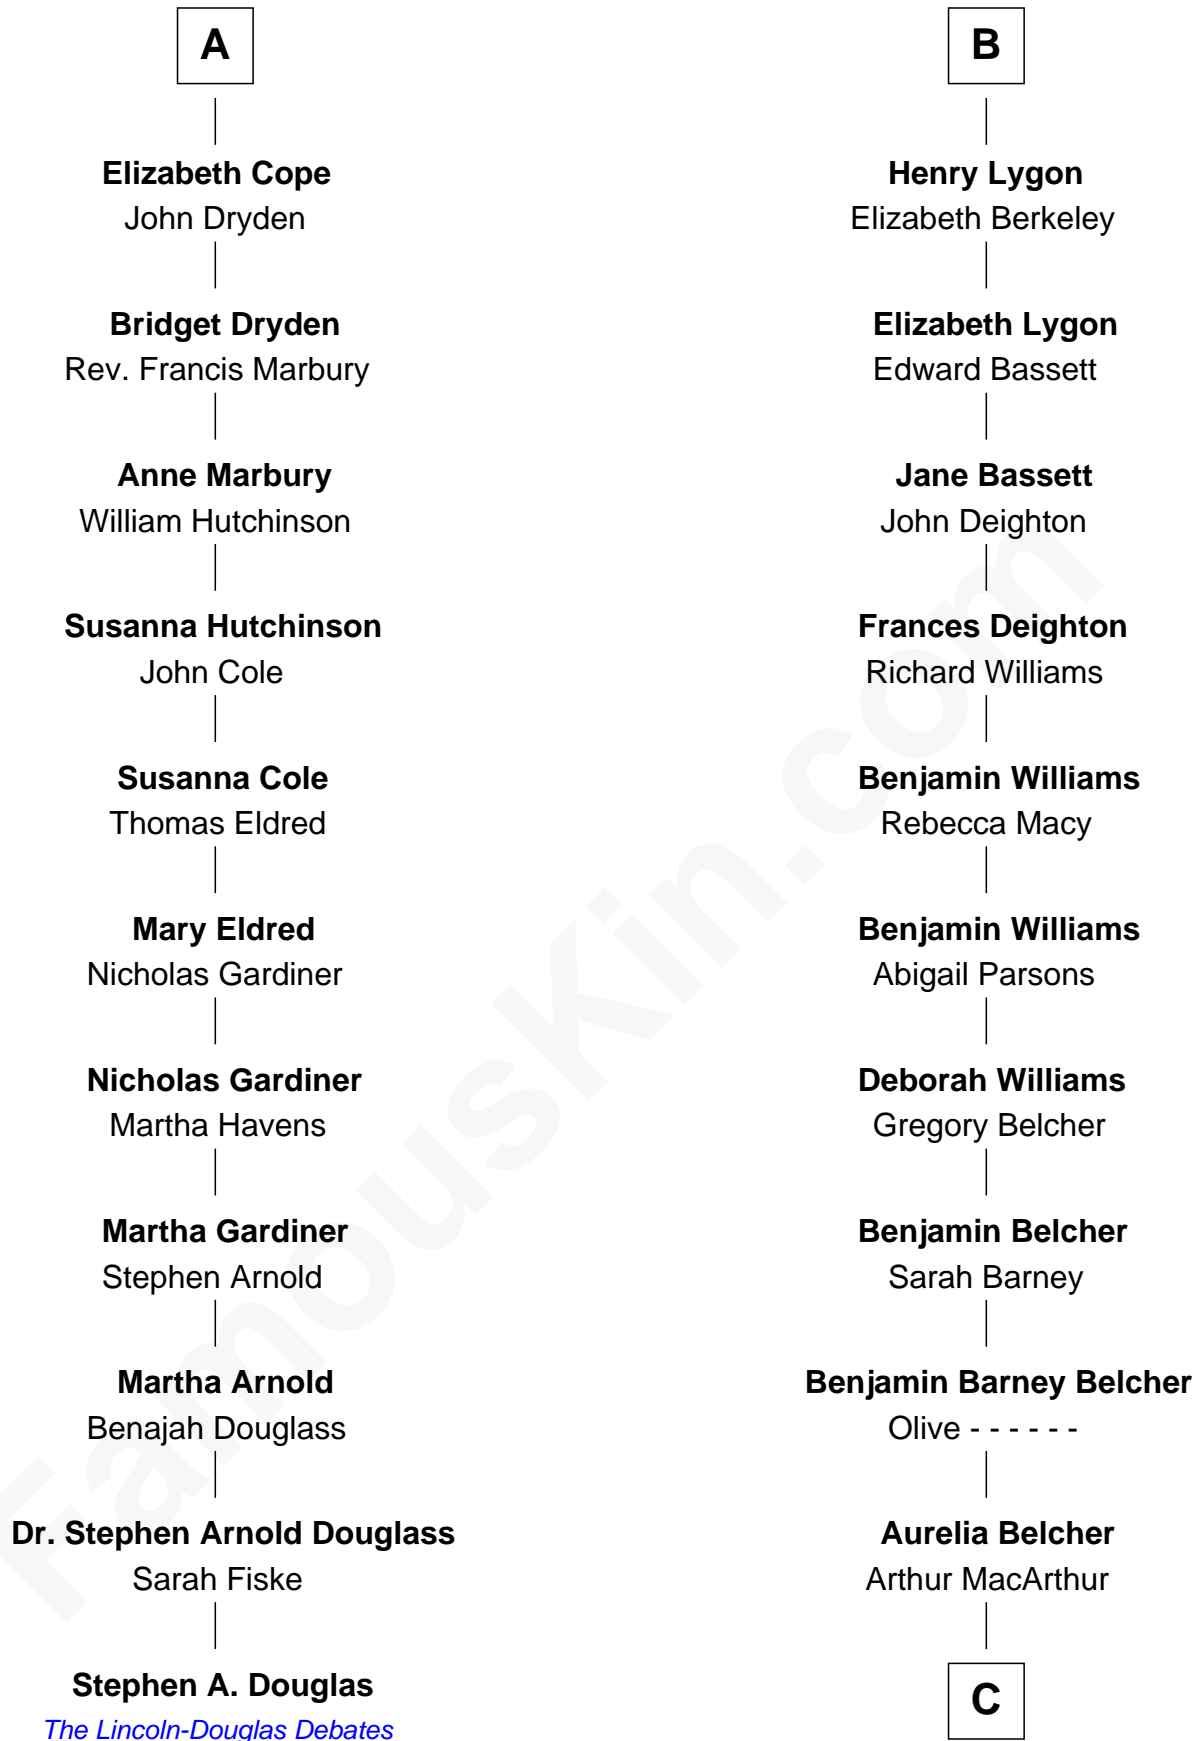 A
Elizabeth Cope
John Dryden
Bridget Dryden
Rev. Francis Marbury
Anne Marbury
William Hutchinson
Susanna Hutchinson
John Cole
Susanna Cole
Thomas Eldred
Mary Eldred
Nicholas Gardiner
Nicholas Gardiner
Martha Havens
Martha Gardiner
Stephen Arnold
Martha Arnold
Benajah Douglass
Dr. Stephen Arnold Douglass
Sarah Fiske
Stephen A. Douglas
The Lincoln-Douglas Debates
B
Henry Lygon
Elizabeth Berkeley
Elizabeth Lygon
Edward Bassett
Jane Bassett
John Deighton
Frances Deighton
Richard Williams
Benjamin Williams
Rebecca Macy
Benjamin Williams
Abigail Parsons
Deborah Williams
Gregory Belcher
Benjamin Belcher
Sarah Barney
Benjamin Barney Belcher
Olive - - - - - -
Aurelia Belcher
Arthur MacArthur
C
FamousKin.com